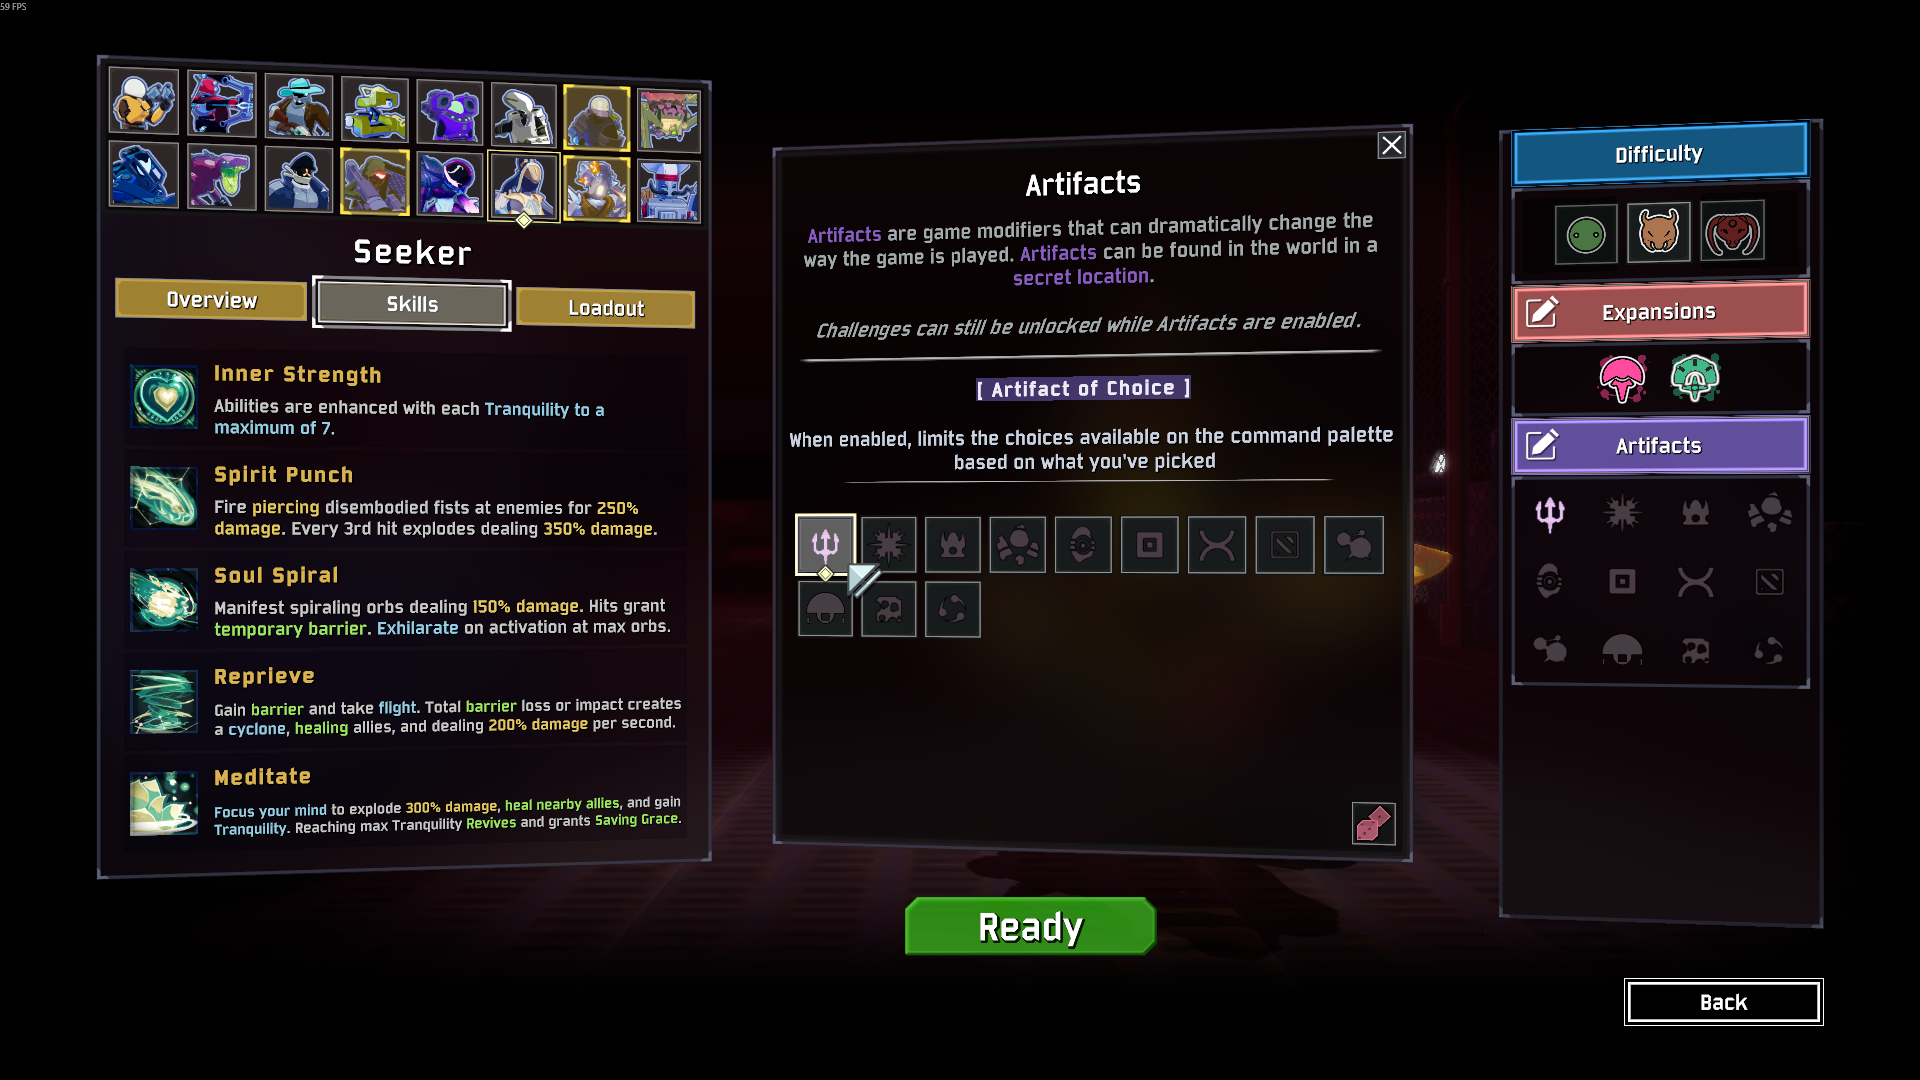 59 FPS
Seeker
Overview
Skills
Loadout
Inner Strength
Abilities are enhanced with each Tranquility to a
maximum of 7.
Spirit Punch
Fire piercing disembodied fists at enemies for 250%
damage. Every 3rd hit explodes dealing 350% damage.
Soul Spiral
Manifest spiraling orbs dealing 150% damage. Hits grant
temporary barrier. Exhilarate on activation at max orbs.
Reprieve
Gain barrier and take flight. Total barrier loss or impact creates
a cyclone, healing allies, and dealing 200% damage per second.
Meditate
Focus your mind to explode 300% damage, heal nearby allies, and gain
Tranquility. Reaching max Tranquility Revives and grants Saving Grace.
Artifacts
Artifacts are game modifiers that can dramatically change the
way the game is played. Artifacts can be found in the world in a
secret location.
Challenges can still be unlocked while Artifacts are enabled.
[ Artifact of Choice ]
When enabled, limits the choices available on the command palette
based on what you've picked
Ready
Difficulty
Expansions
Artifacts
Back